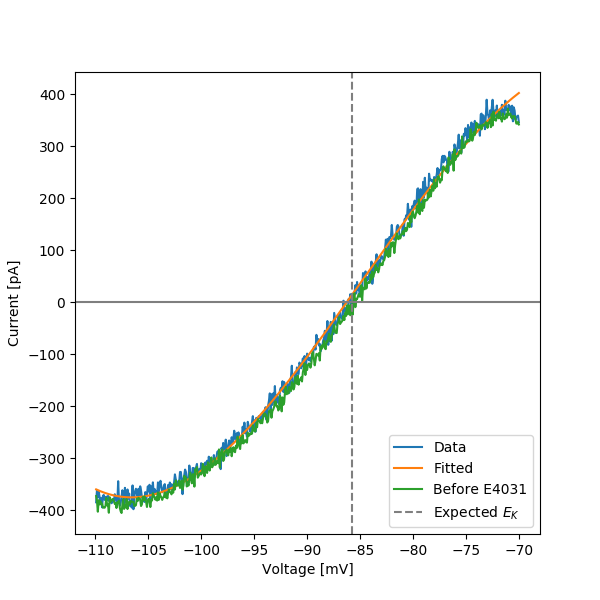 400
300
200
100
0
−100
−200
−300
−400
Current [pA]
Data
Fitted
Before E4031
Expected E_K
−110 −105 −100 −95 −90 −85 −80 −75 −70
Voltage [mV]